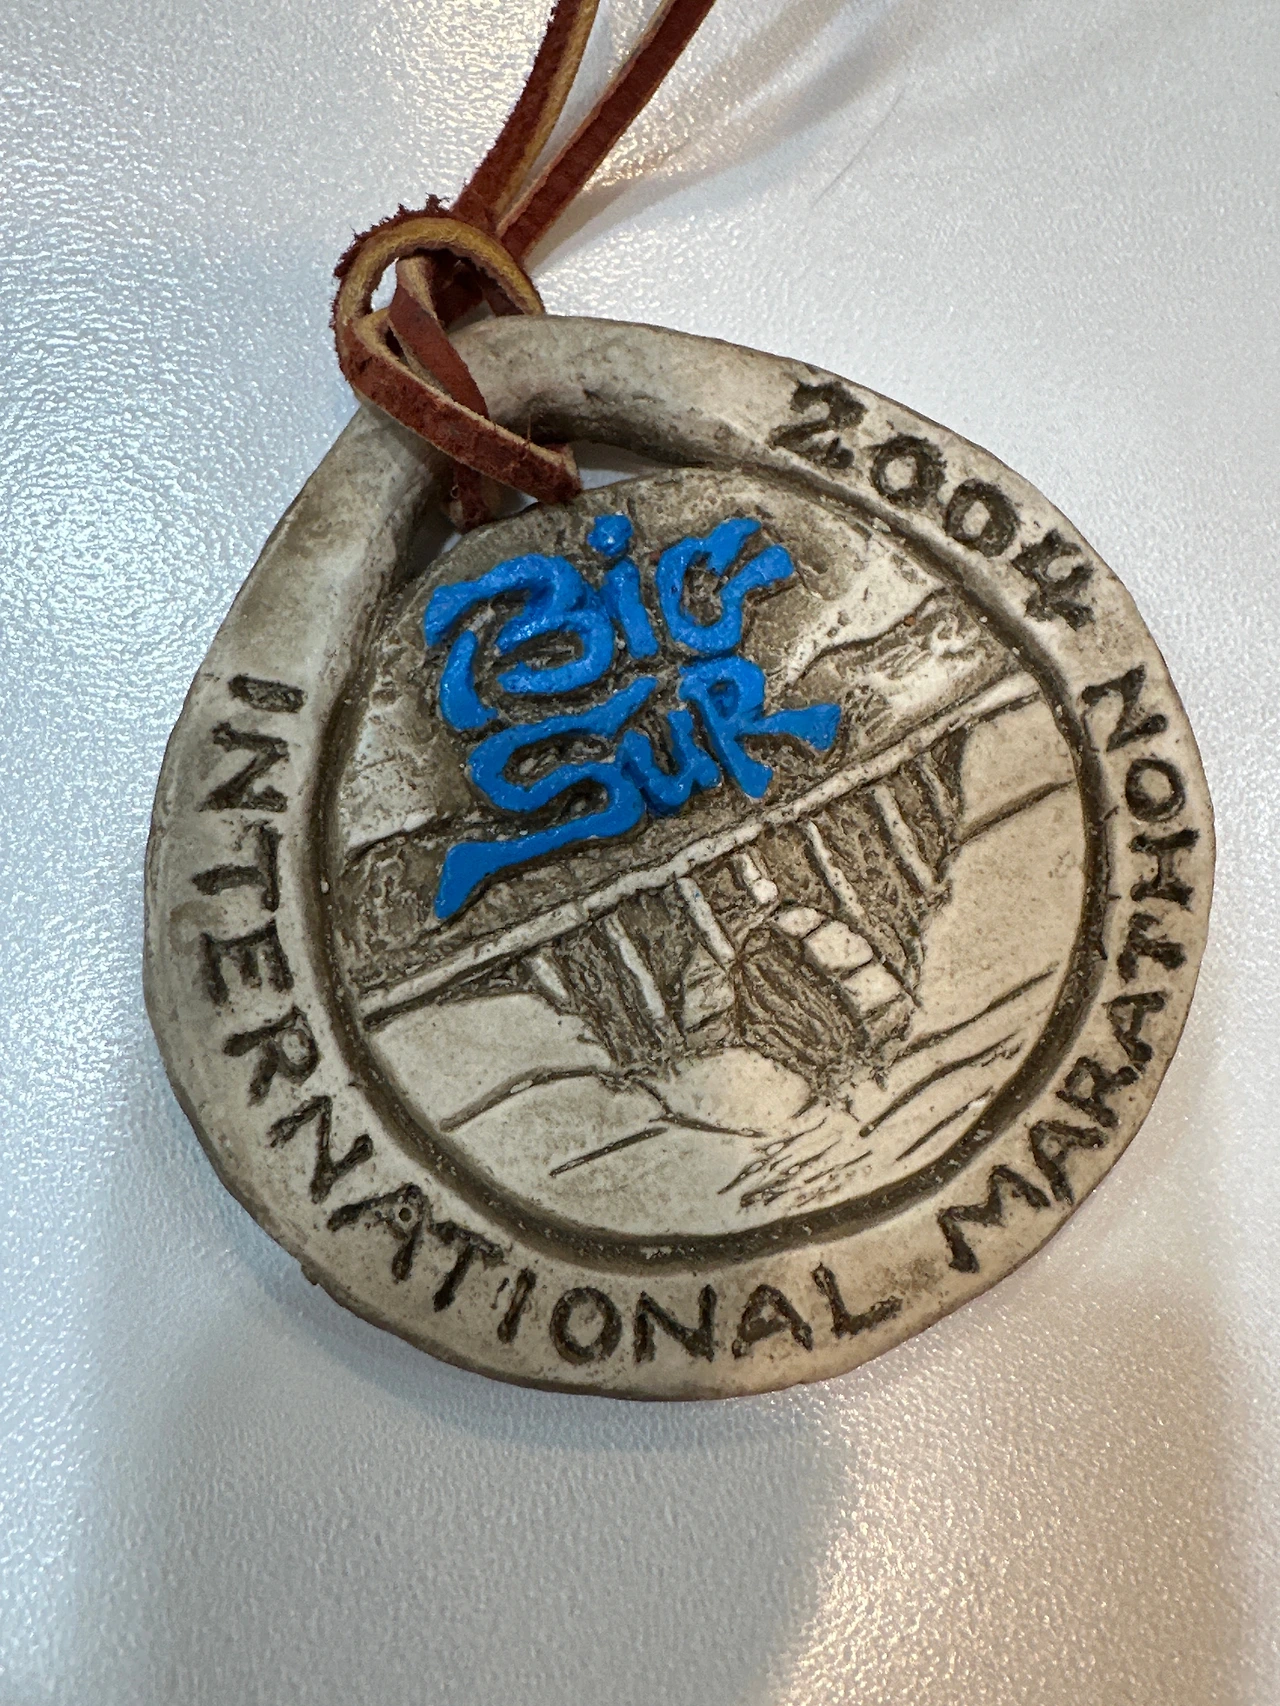 2004
BiG
SuR
INTERNATIONAL MARATHON